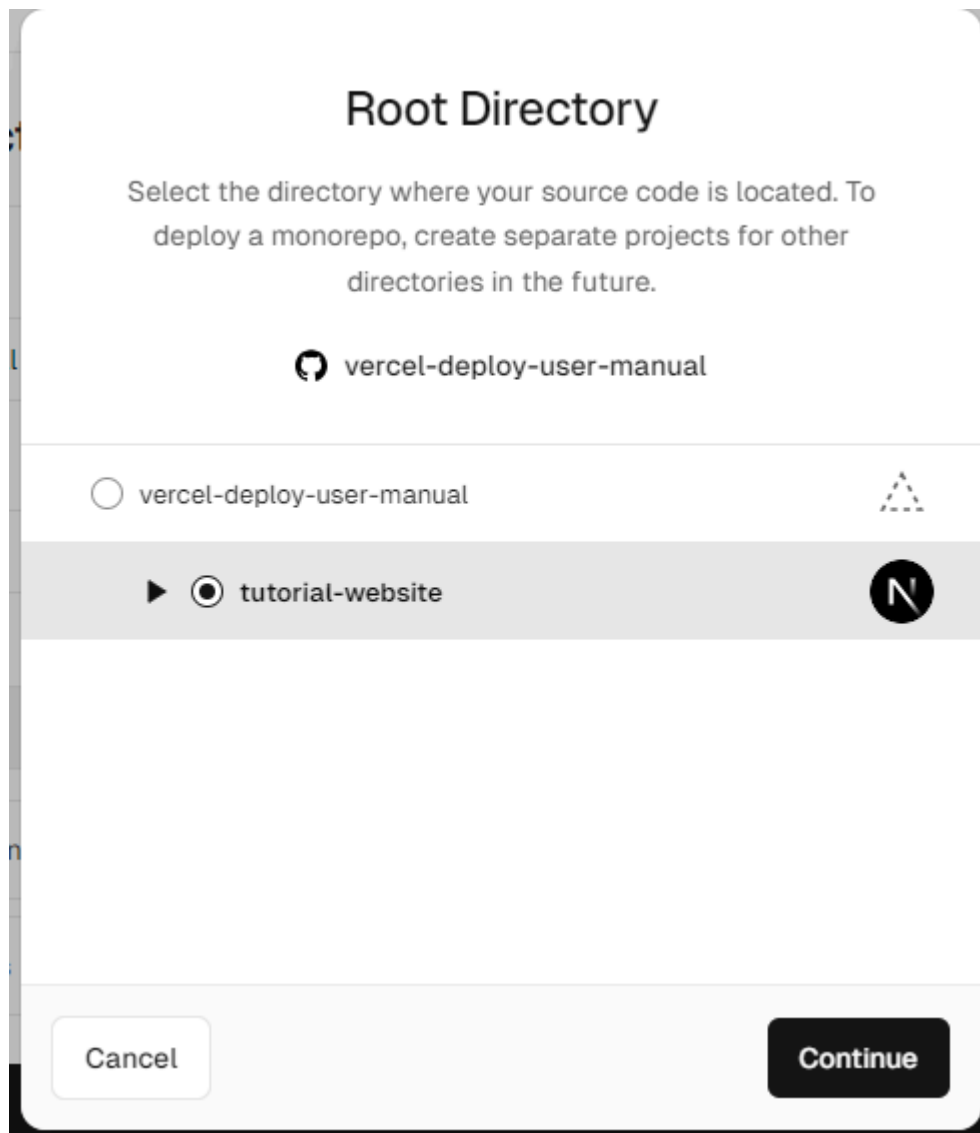 Root Directory
Select the directory where your source code is located. To
deploy a monorepo, create separate projects for other
directories in the future.
vercel-deploy-user-manual
vercel-deploy-user-manual
tutorial-website
Cancel
Continue